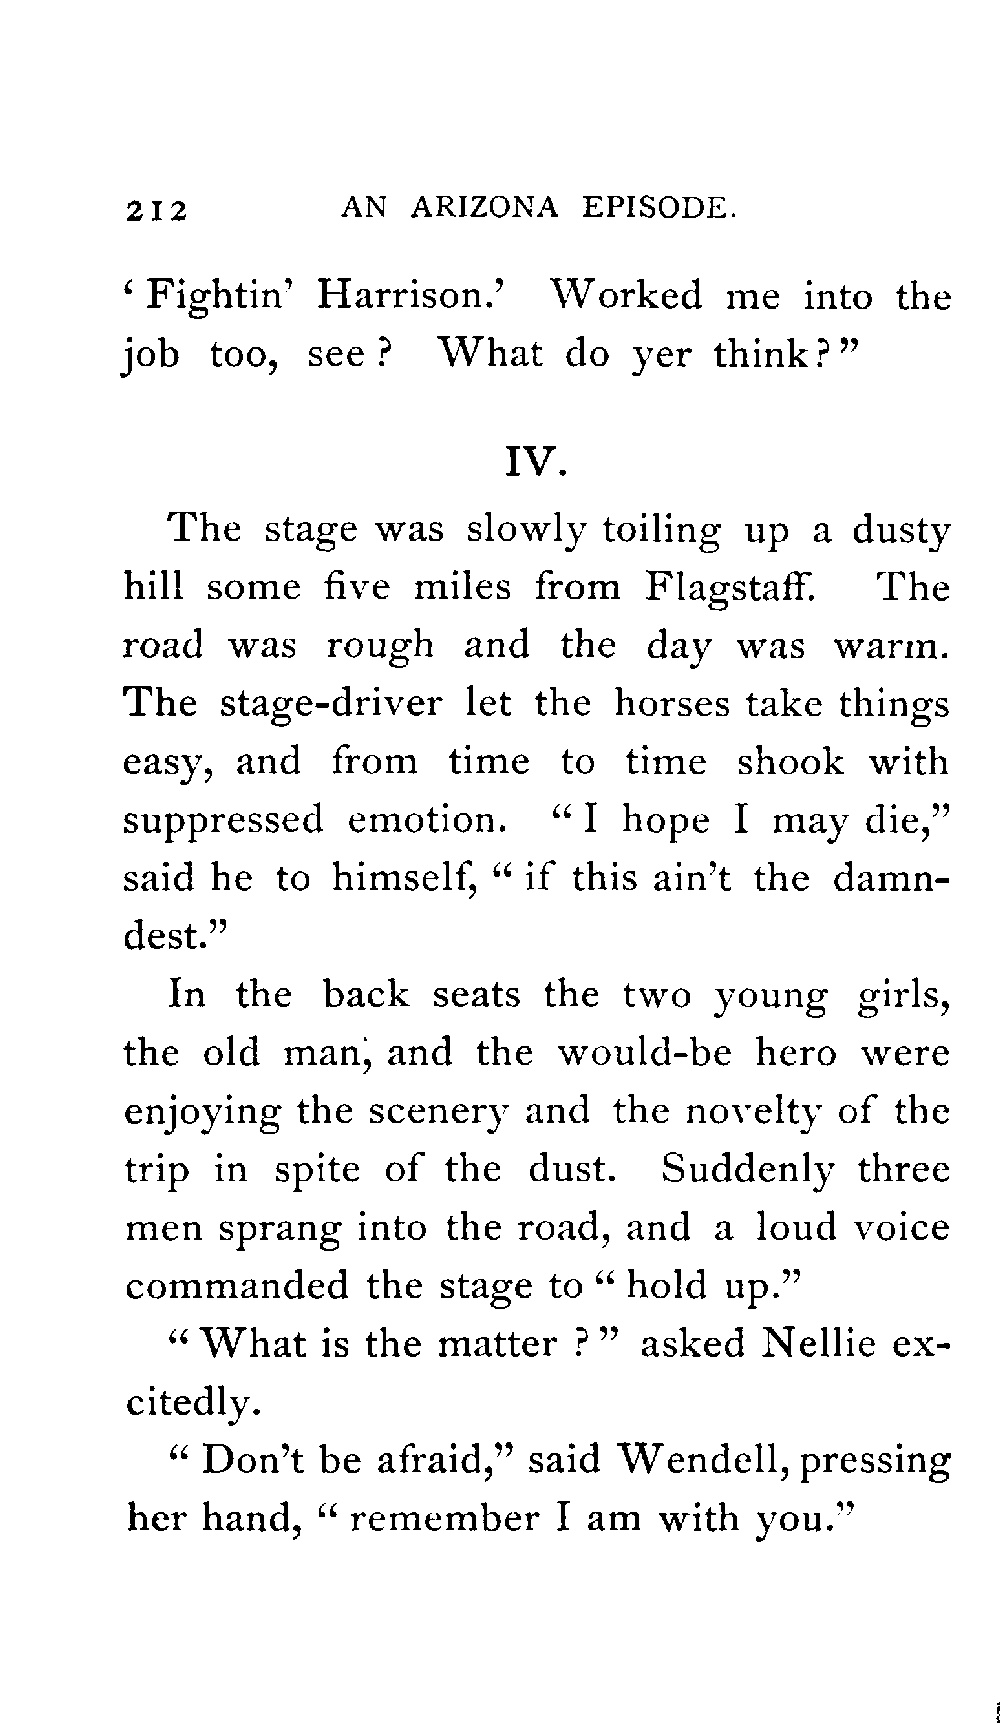 212 AN ARIZONA EPISODE.
‘ Fightin’ Harrison.’ Worked me into the
job too, see ? What do yer think ? ”
IV.
The stage was slowly toiling up a dusty
hill some five miles from Flagstaff. The
road was rough and the day was warm.
The stage-driver let the horses take things
easy, and from time to time shook with
suppressed emotion. “ I hope I may die,”
said he to himself, “ if this ain’t the damn-
dest.”
In the back seats the two young girls,
the old man, and the would-be hero were
enjoying the scenery and the novelty of the
trip in spite of the dust. Suddenly three
men sprang into the road, and a loud voice
commanded the stage to “ hold up.”
“ What is the matter ? ” asked Nellie ex-
citedly.
“ Don’t be afraid,” said Wendell, pressing
her hand, “ remember I am with you.”